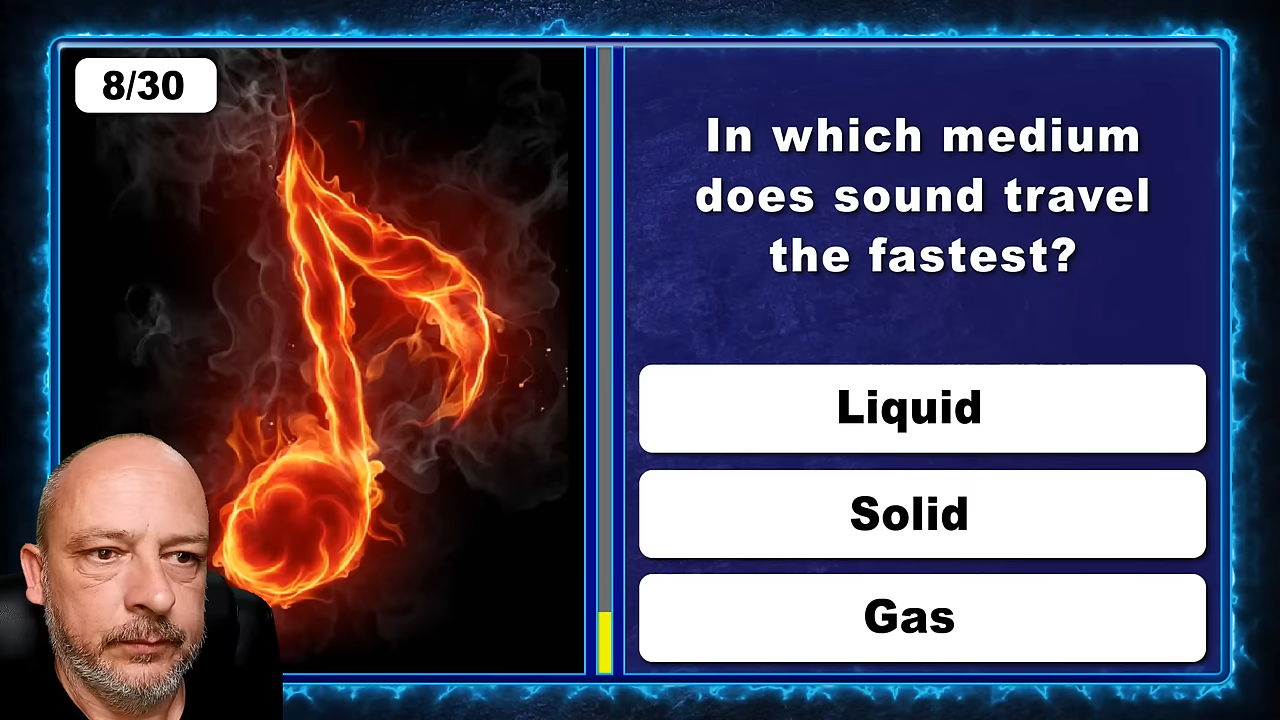 8/30
In which medium
does sound travel
the fastest?
Liquid
Solid
Gas